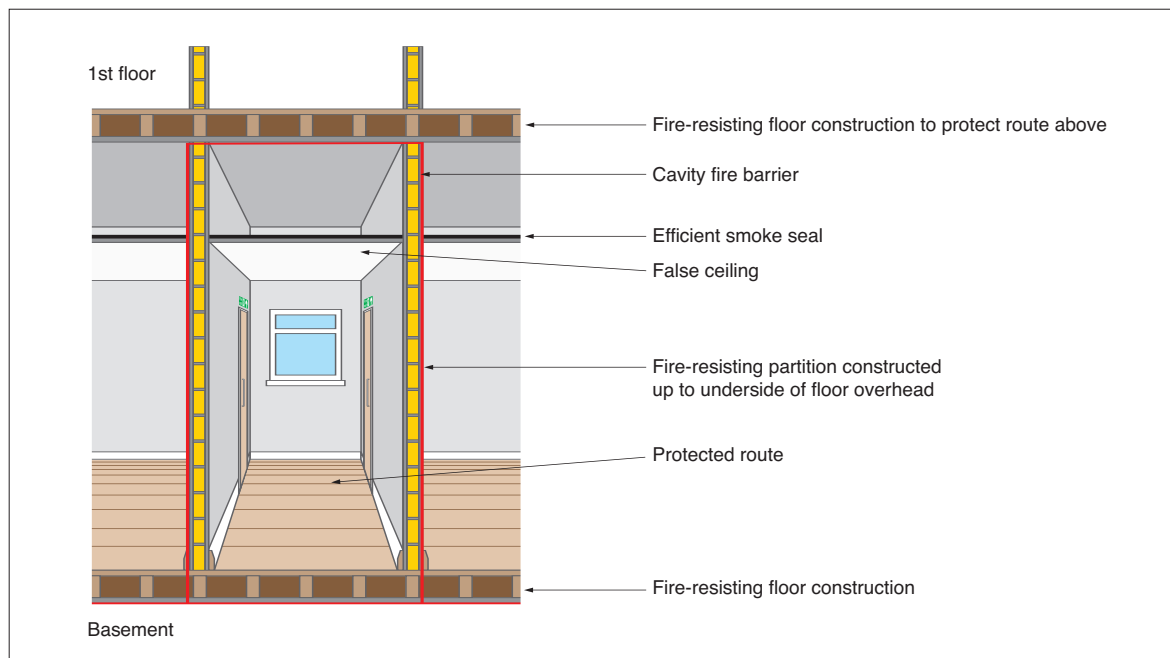 1st floor
Fire-resisting floor construction to protect route above
Cavity fire barrier
Efficient smoke seal
False ceiling
Fire-resisting partition constructed
up to underside of floor overhead
Protected route
Fire-resisting floor construction
Basement